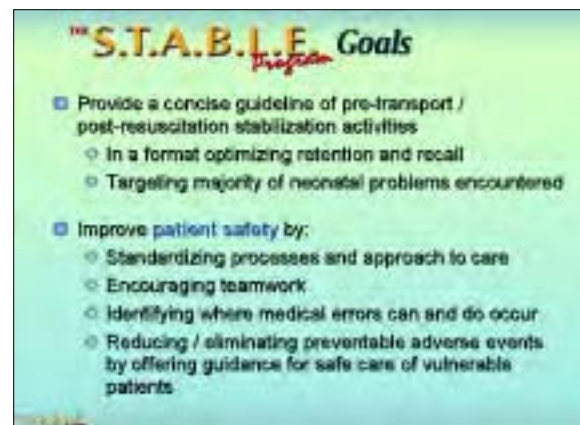 THE S.T.A.B.L.E. Goals
Program
Provide a concise guideline of pre-transport /
post-resuscitation stabilization activities
In a format optimizing retention and recall
Targeting majority of neonatal problems encountered
Improve patient safety by:
Standardizing processes and approach to care
Encouraging teamwork
Identifying where medical errors can and do occur
Reducing / eliminating preventable adverse events
by offering guidance for safe care of vulnerable
patients